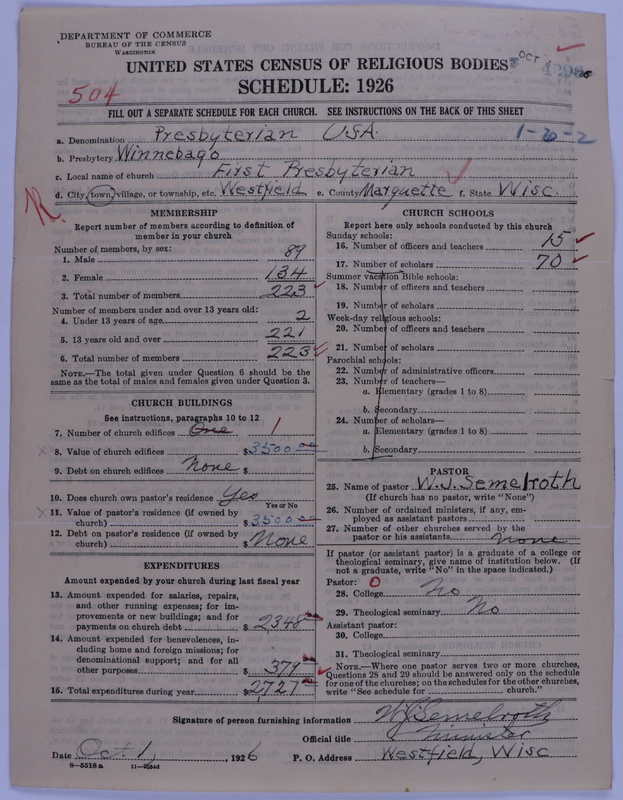 DEPARTMENT OF COMMERCE
BUREAU OF THE CENSUS
WASHINGTON
UNITED STATES CENSUS OF RELIGIOUS BODIES
OCT
SCHEDULE: 1926
504
FILL OUT A SEPARATE SCHEDULE FOR EACH CHURCH. SEE INSTRUCTIONS ON THE BACK OF THIS SHEET
a. Denomination Presbyterian USA. 1-20-2
b. Presbytery Winnebago
c. Local name of church First Presbyterian
d. City, town, village, or township, etc. Westfield e. County Marquette f. State Wisc.
MEMBERSHIP
Report number of members according to definition of
member in your church
Number of members, by sex:
1. Male 89
2. Female 134
3. Total number of members 223
Number of members under and over 13 years old:
4. Under 13 years of age 2
5. 13 years old and over 221
6. Total number of members 223
NOTE.—The total given under Question 6 should be
same as the total of males and females given under Question 3.
CHURCH BUILDINGS
See instructions, paragraphs 10 to 12
7. Number of church edifices One 1
x 8. Value of church edifices $3500.00
9. Debt on church edifices None $
10. Does church own pastor's residence Yes
Yes or No
x 11. Value of pastor's residence (if owned by
church) $3500.00
12. Debt on pastor's residence (if owned by
church) $None
EXPENDITURES
Amount expended by your church during last fiscal year
13. Amount expended for salaries, repairs,
and other running expenses; for im-
provements or new buildings; and for
payments on church debt $2348
14. Amount expended for benevolences, in-
cluding home and foreign missions; for
denominational support; and for all
other purposes $379
15. Total expenditures during year $2727
CHURCH SCHOOLS
Report here only schools conducted by this church
Sunday schools:
16. Number of officers and teachers 15
17. Number of scholars 70
Summer vacation Bible schools:
18. Number of officers and teachers
19. Number of scholars
Week-day religious schools:
20. Number of officers and teachers
21. Number of scholars
Parochial schools:
22. Number of administrative officers
23. Number of teachers—
a. Elementary (grades 1 to 8)
b. Secondary
24. Number of scholars—
a. Elementary (grades 1 to 8)
b. Secondary
PASTOR
25. Name of pastor W.J. Semelroth
(If church has no pastor, write "None")
26. Number of ordained ministers, if any, em-
ployed as assistant pastors
27. Number of other churches served by the
pastor or his assistants none
If pastor (or assistant pastor) is a graduate of a college or
theological seminary, give name of institution below. (If
not a graduate, write "No" in the space indicated.)
Pastor: 0
28. College No
29. Theological seminary No
Assistant pastor:
30. College
31. Theological seminary
NOTE.—Where one pastor serves two or more churches,
Questions 28 and 29 should be answered only on the schedule
for one of the churches; on the schedules for the other churches,
write "See schedule for church."
Signature of person furnishing information WJ Semelroth
Official title Minister
Date Oct. 1, 1926 P. O. Address Westfield, Wisc
8—5518 a